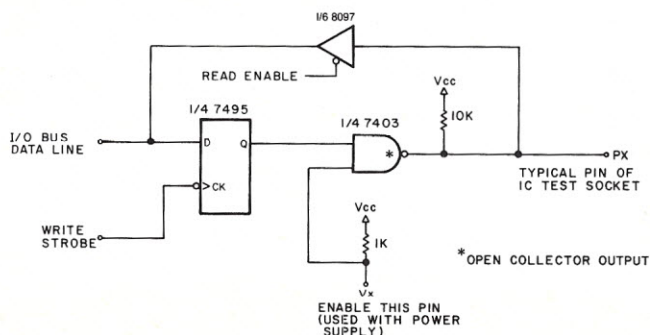 1/6 8097
READ ENABLE
Vcc
1/4 7495
1/4 7403
10K
I/O BUS
DATA LINE
D
Q
*
PX
TYPICAL PIN OF
IC TEST SOCKET
CK
Vcc
WRITE
STROBE
1K
*OPEN COLLECTOR OUTPUT
Vx
ENABLE THIS PIN
(USED WITH POWER
SUPPLY)